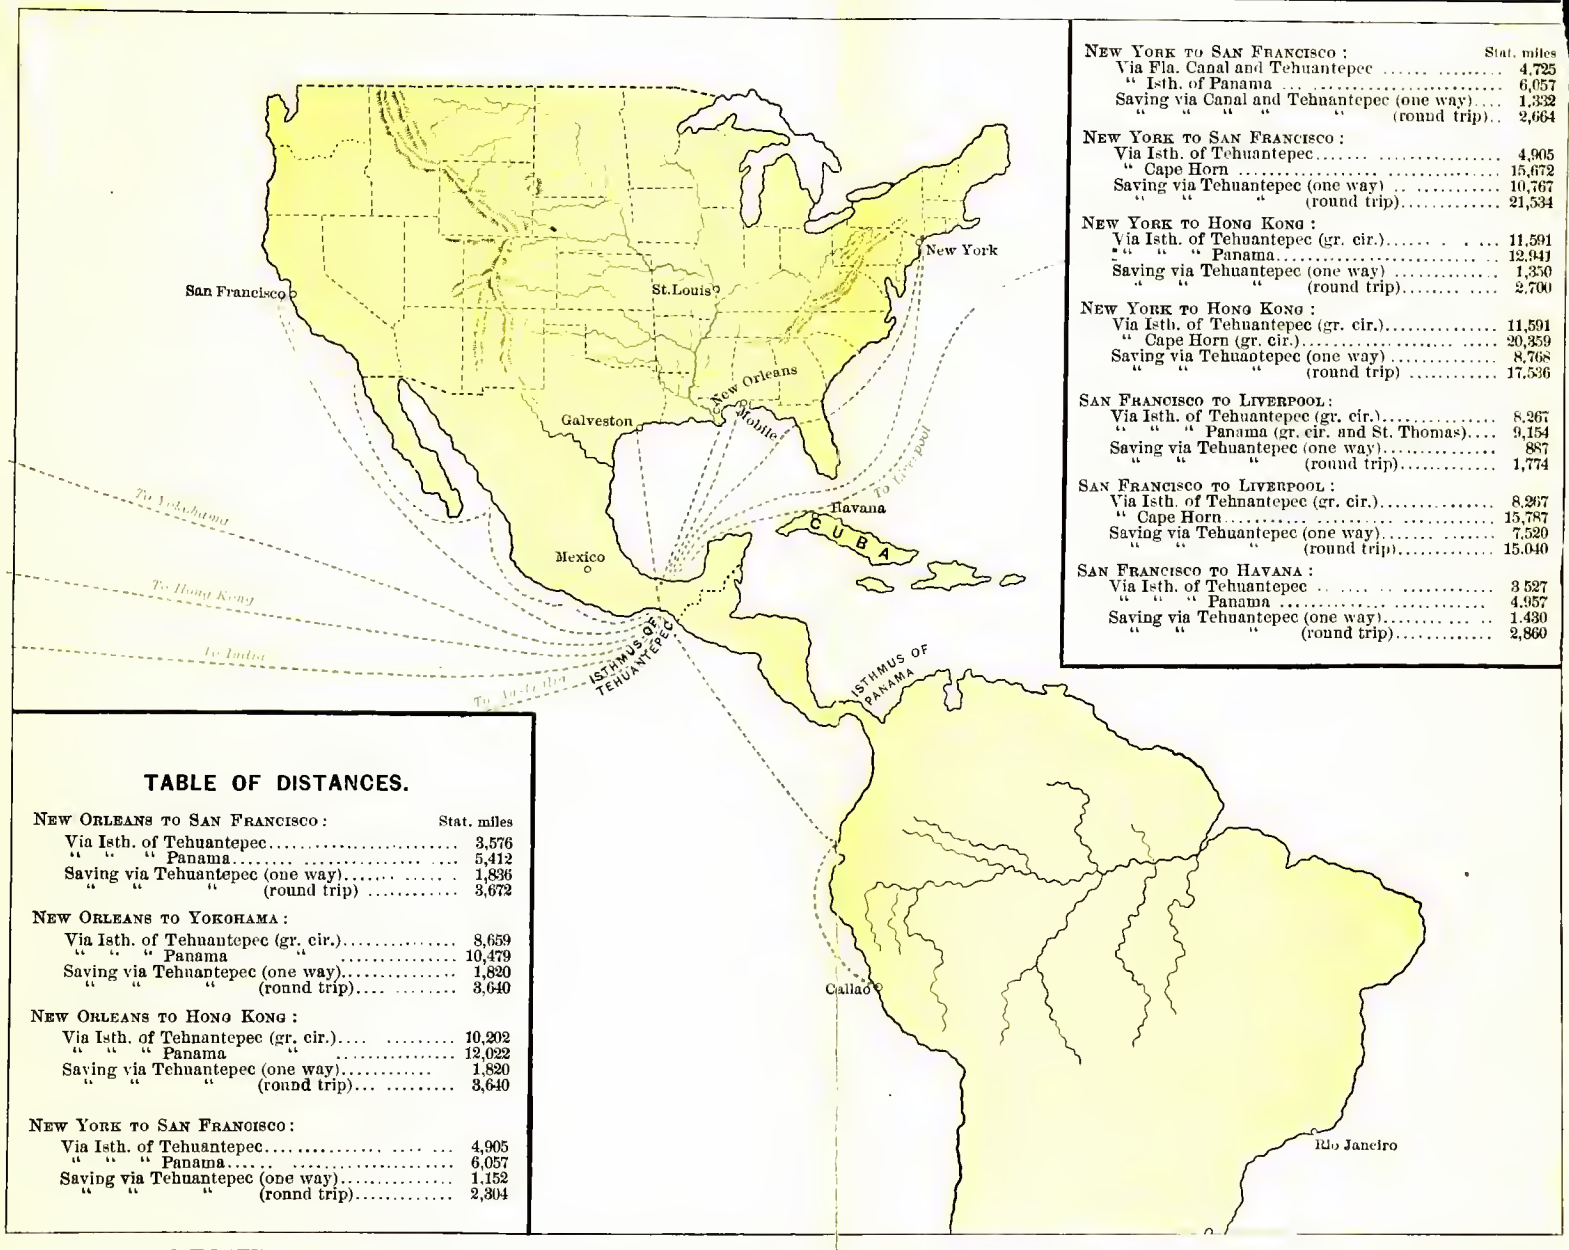 NEW YORK TO SAN FRANCISCO : Stat. miles
Via Fla. Canal and Tehuantepec ...... ......... 4,725
“ Isth. of Panama ... ............................. 6,057
Saving via Canal and Tehuantepec (one way).... 1,332
“ “ “ “ “ (round trip).. 2,664
NEW YORK TO SAN FRANCISCO :
Via Isth. of Tehuantepec....... ................. 4,905
“ Cape Horn .................................. 15,672
Saving via Tehuantepec (one way) .. ........... 10,767
“ “ “ (round trip)............ 21,534
NEW YORK TO HONG KONG :
Via Isth. of Tehuantepec (gr. cir.)....... . . ... 11,591
“ “ “ Panama........................... .. 12,941
Saving via Tehuantepec (one way) ............. 1,350
“ “ “ (round trip)........ .... 2,700
NEW YORK TO HONG KONG :
Via Isth. of Tehuantepec (gr. cir.)............... 11,591
“ Cape Horn (gr. cir.)........................... 20,359
Saving via Tehuantepec (one way) ............. 8,768
“ “ “ (round trip) ........... 17,536
SAN FRANCISCO TO LIVERPOOL :
Via Isth. of Tehuantepec (gr. cir.)............... 8,267
“ “ “ Panama (gr. cir. and St. Thomas).... 9,154
Saving via Tehuantepec (one way)............... 887
“ “ “ (round trip)............ 1,774
SAN FRANCISCO TO LIVERPOOL :
Via Isth. of Tehuantepec (gr. cir.)............... 8,267
“ Cape Horn................................... 15,787
Saving via Tehuantepec (one way)............... 7,520
“ “ “ (round trip)............ 15.040
SAN FRANCISCO TO HAVANA :
Via Isth. of Tehuantepec .. ..... .............. 3 527
“ “ “ Panama ......................... 4,957
Saving via Tehuantepec (one way).......... .. 1.430
“ “ “ (round trip)............ 2,860
New York
San Francisco
St.Louis
New Orleans
Mobile
Galveston
To Liverpool
Havana
CUBA
To Yokohama
Mexico
To Hong Kong
To India
To Australia
ISTHMUS OF
TEHUANTEPEC
ISTHMUS OF
PANAMA
Callao
Rio Janeiro
TABLE OF DISTANCES.
NEW ORLEANS TO SAN FRANCISCO : Stat. miles
Via Isth. of Tehuantepec........................ 3,576
“ “ “ Panama........ ................ ... 5,412
Saving via Tehuantepec (one way)....... ...... . 1,836
“ “ “ (round trip) ............ 3,672
NEW ORLEANS TO YOKOHAMA :
Via Isth. of Tehuantepec (gr. cir.)............... 8,659
“ “ “ Panama “ ............... 10,479
Saving via Tehuantepec (one way)............... 1,820
“ “ “ (round trip).... ........ 3,640
NEW ORLEANS TO HONG KONG :
Via Isth. of Tehuantepec (gr. cir.).... ......... 10,202
“ “ “ Panama “ ............... 12,022
Saving via Tehuantepec (one way)............ 1,820
“ “ “ (round trip)... .......... 3,640
NEW YORK TO SAN FRANCISCO :
Via Isth. of Tehuantepec................ .... ... 4,905
“ “ “ Panama...... ..................... 6,057
Saving via Tehuantepec (one way)............... 1,152
“ “ “ (round trip)............. 2,304